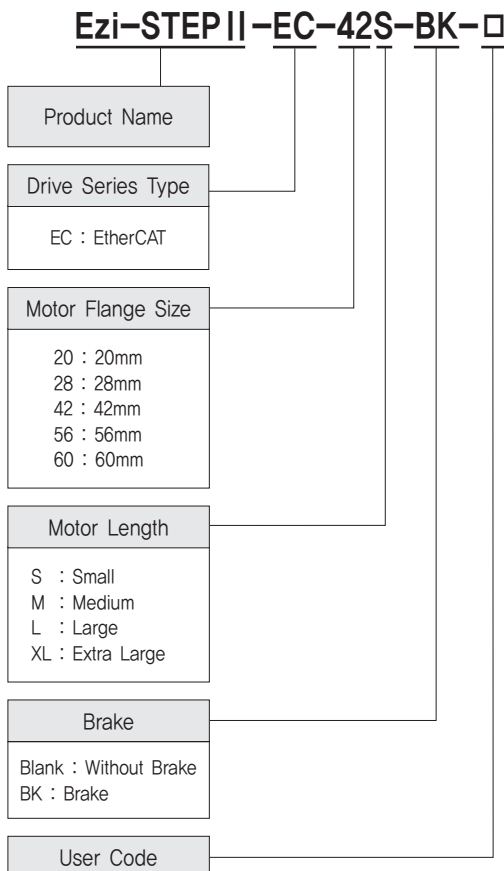 Ezi-STEPII-EC-42S-BK-□
Product Name
Drive Series Type
EC : EtherCAT
Motor Flange Size
20 : 20mm
28 : 28mm
42 : 42mm
56 : 56mm
60 : 60mm
Motor Length
S : Small
M : Medium
L : Large
XL : Extra Large
Brake
Blank : Without Brake
BK : Brake
User Code